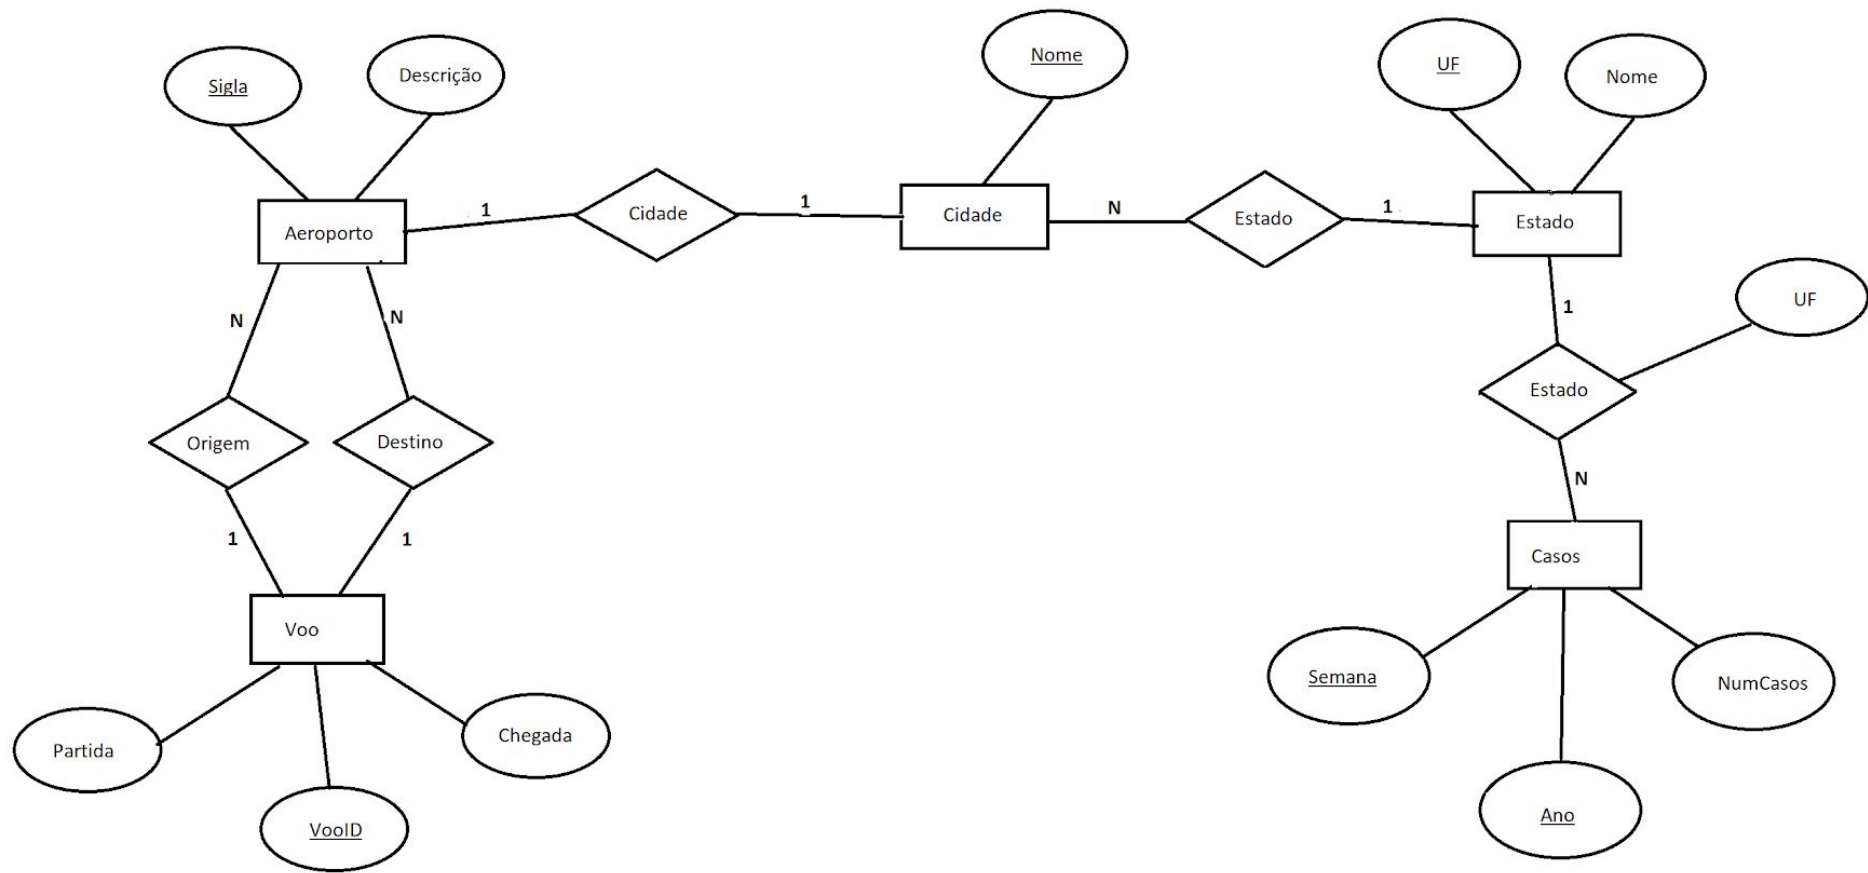 Nome
UF
Nome
Sigla
Descrição
Aeroporto
1
Cidade
1
Cidade
N
Estado
1
Estado
UF
1
Estado
N
Casos
N
N
Origem
Destino
1
1
Voo
Partida
VooID
Chegada
Semana
NumCasos
Ano